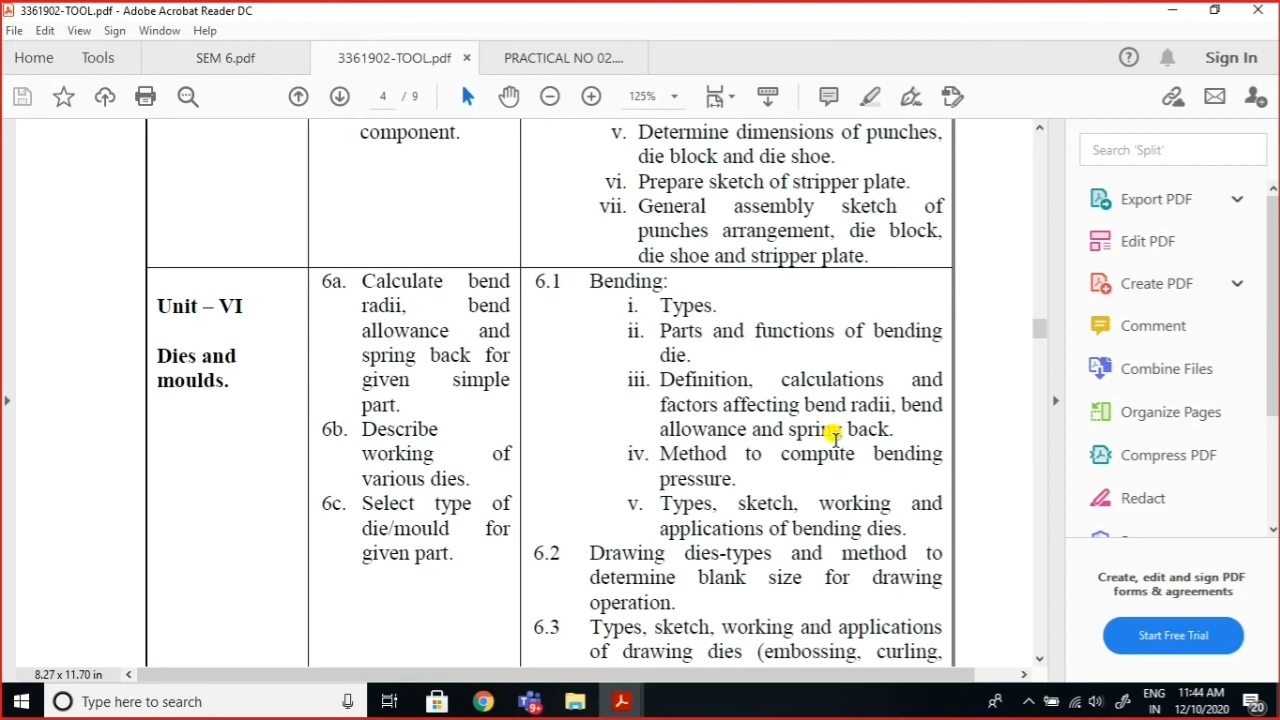 3361902-TOOL.pdf - Adobe Acrobat Reader DC
File Edit View Sign Window Help
Home Tools SEM 6.pdf 3361902-TOOL.pdf × PRACTICAL NO 02.... Sign In
4 / 9 125%
component.
v. Determine dimensions of punches,
die block and die shoe.
vi. Prepare sketch of stripper plate.
vii. General assembly sketch of
punches arrangement, die block,
die shoe and stripper plate.
Unit – VI
Dies and
moulds.
6a. Calculate bend
radii, bend
allowance and
spring back for
given simple
part.
6b. Describe
working of
various dies.
6c. Select type of
die/mould for
given part.
6.1 Bending:
i. Types.
ii. Parts and functions of bending
die.
iii. Definition, calculations and
factors affecting bend radii, bend
allowance and spring back.
iv. Method to compute bending
pressure.
v. Types, sketch, working and
applications of bending dies.
6.2 Drawing dies-types and method to
determine blank size for drawing
operation.
6.3 Types, sketch, working and applications
of drawing dies (embossing, curling,
Search 'Split'
Export PDF
Edit PDF
Create PDF
Comment
Combine Files
Organize Pages
Compress PDF
Redact
Create, edit and sign PDF
forms & agreements
Start Free Trial
8.27 x 11.70 in
Type here to search
9+
ENG
IN
11:44 AM
12/10/2020
20